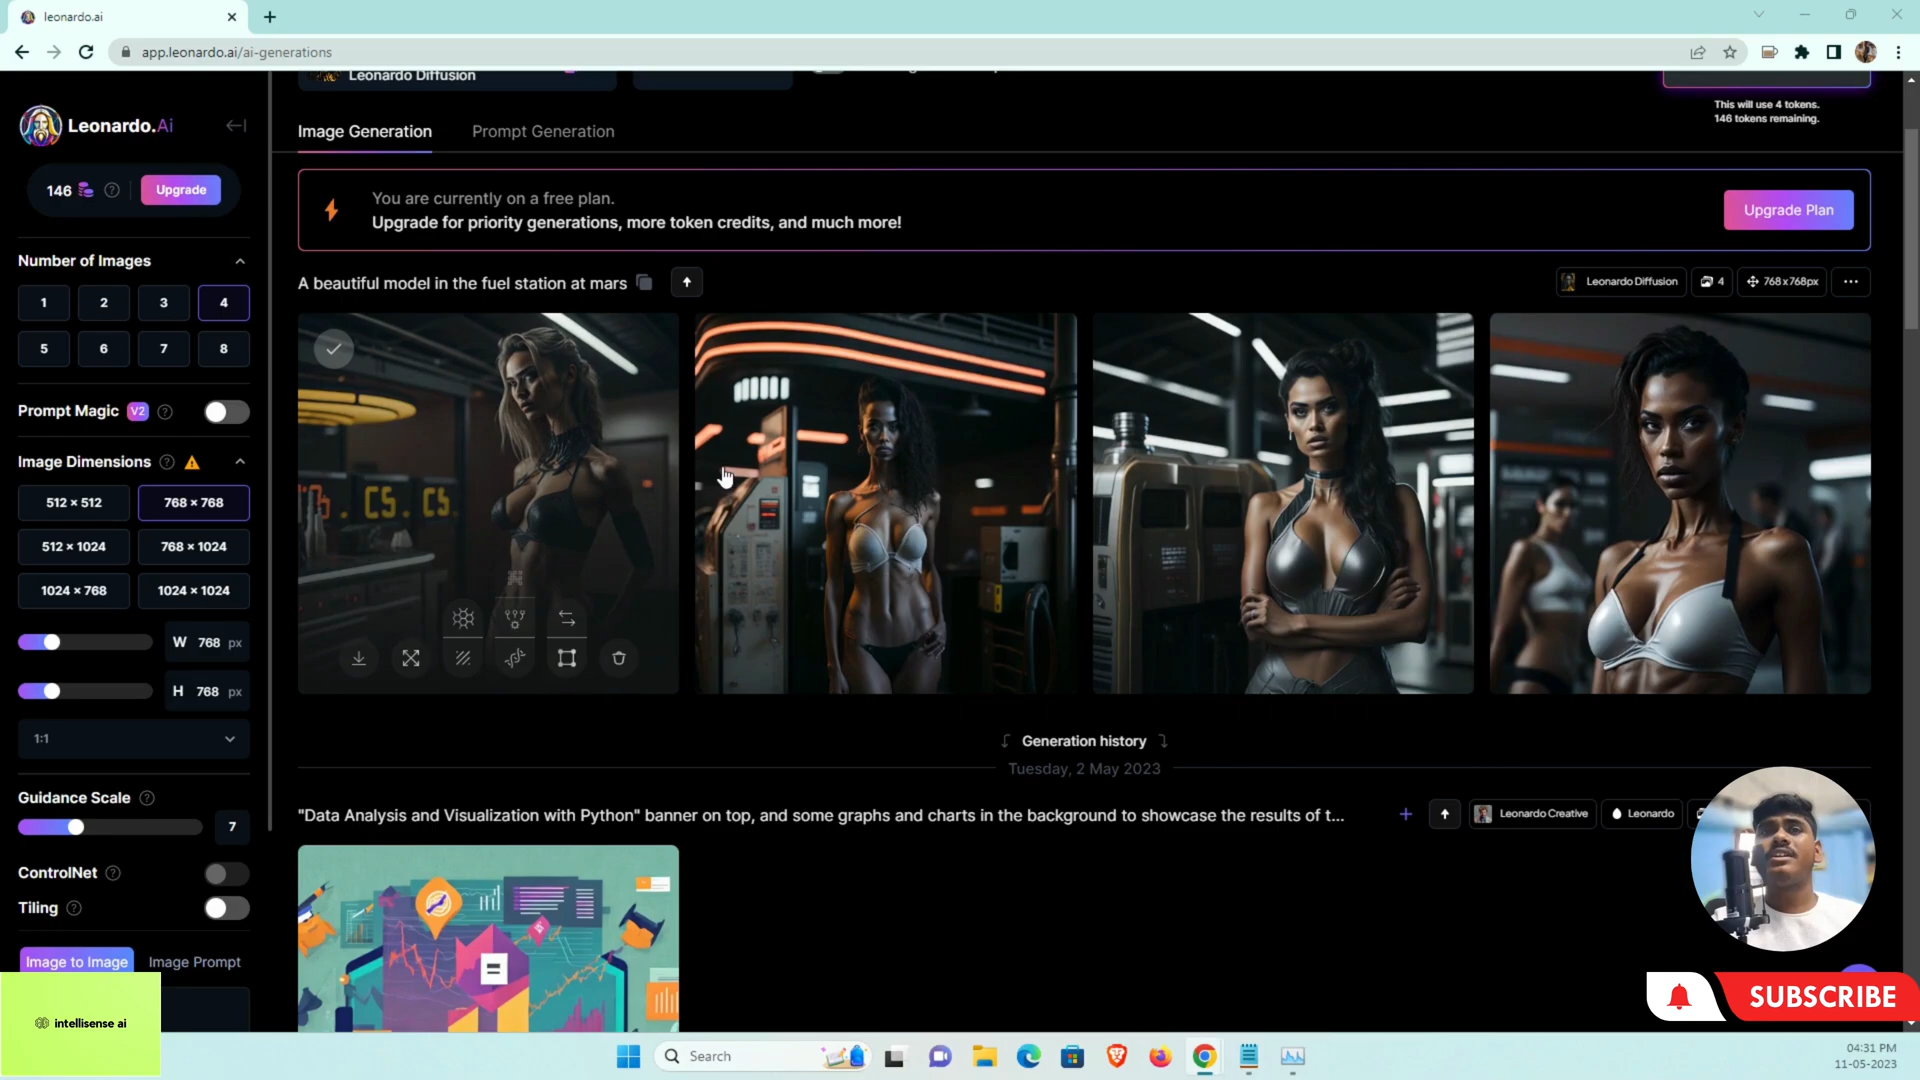 leonardo.ai
app.leonardo.ai/ai-generations
Leonardo Diffusion
This will use 4 tokens.
146 tokens remaining.
Leonardo.Ai
Image Generation
Prompt Generation
146
Upgrade
You are currently on a free plan.
Upgrade for priority generations, more token credits, and much more!
Upgrade Plan
Number of Images
1 2 3 4
5 6 7 8
A beautiful model in the fuel station at mars
Leonardo Diffusion
4
768x768px
Prompt Magic V2
Image Dimensions
512 × 512
768 × 768
512 × 1024
768 × 1024
1024 × 768
1024 × 1024
W 768 px
H 768 px
1:1
Generation history
Tuesday, 2 May 2023
Guidance Scale
7
"Data Analysis and Visualization with Python" banner on top, and some graphs and charts in the background to showcase the results of t...
Leonardo Creative
Leonardo
ControlNet
Tiling
Image to Image
Image Prompt
intellisense ai
SUBSCRIBE
Search
04:31 PM
11-05-2023